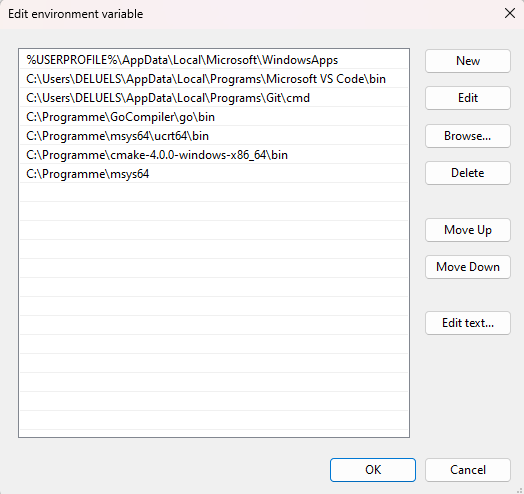 Edit environment variable
%USERPROFILE%\AppData\Local\Microsoft\WindowsApps
C:\Users\DELUELS\AppData\Local\Programs\Microsoft VS Code\bin
C:\Users\DELUELS\AppData\Local\Programs\Git\cmd
C:\Programme\GoCompiler\go\bin
C:\Programme\msys64\ucrt64\bin
C:\Programme\cmake-4.0.0-windows-x86_64\bin
C:\Programme\msys64
New
Edit
Browse...
Delete
Move Up
Move Down
Edit text...
OK
Cancel